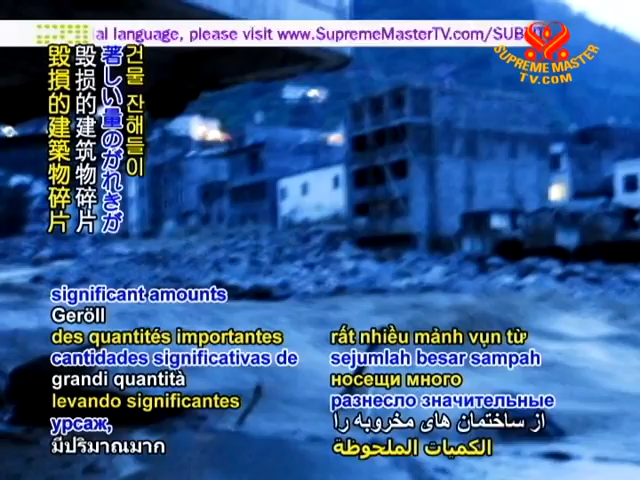 al language, please visit www.SupremeMasterTV.com/SUB
SUPREME MASTER
TV.COM
건물 잔해들이
著しい量のがれきが
毁损的建筑物碎片
毀損的建築物碎片
significant amounts
Geröll
des quantités importantes
cantidades significativas de
grandi quantità
levando significantes
урсаж,
มีปริมาณมาก
rất nhiều mảnh vụn từ
sejumlah besar sampah
носещи много
разнесло значительные
از ساختمان های مخروبه را
الكميات الملحوظة